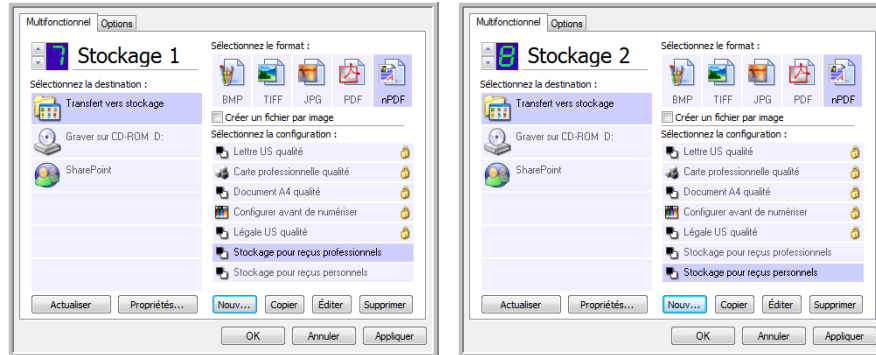 Multifonctionnel Options
7 Stockage 1
Sélectionnez la destination :
Transfert vers stockage
Graver sur CD-ROM D:
SharePoint
Actualiser Propriétés...
Sélectionnez le format :
BMP TIFF JPG PDF nPDF
Créer un fichier par image
Sélectionnez la configuration :
Lettre US qualité
Carte professionnelle qualité
Document A4 qualité
Configurer avant de numériser
Légale US qualité
Stockage pour reçus professionnels
Stockage pour reçus personnels
Nouv... Copier Éditer Supprimer
OK Annuler Appliquer
Multifonctionnel Options
8 Stockage 2
Sélectionnez la destination :
Transfert vers stockage
Graver sur CD-ROM D:
SharePoint
Actualiser Propriétés...
Sélectionnez le format :
BMP TIFF JPG PDF nPDF
Créer un fichier par image
Sélectionnez la configuration :
Lettre US qualité
Carte professionnelle qualité
Document A4 qualité
Configurer avant de numériser
Légale US qualité
Stockage pour reçus professionnels
Stockage pour reçus personnels
Nouv... Copier Éditer Supprimer
OK Annuler Appliquer